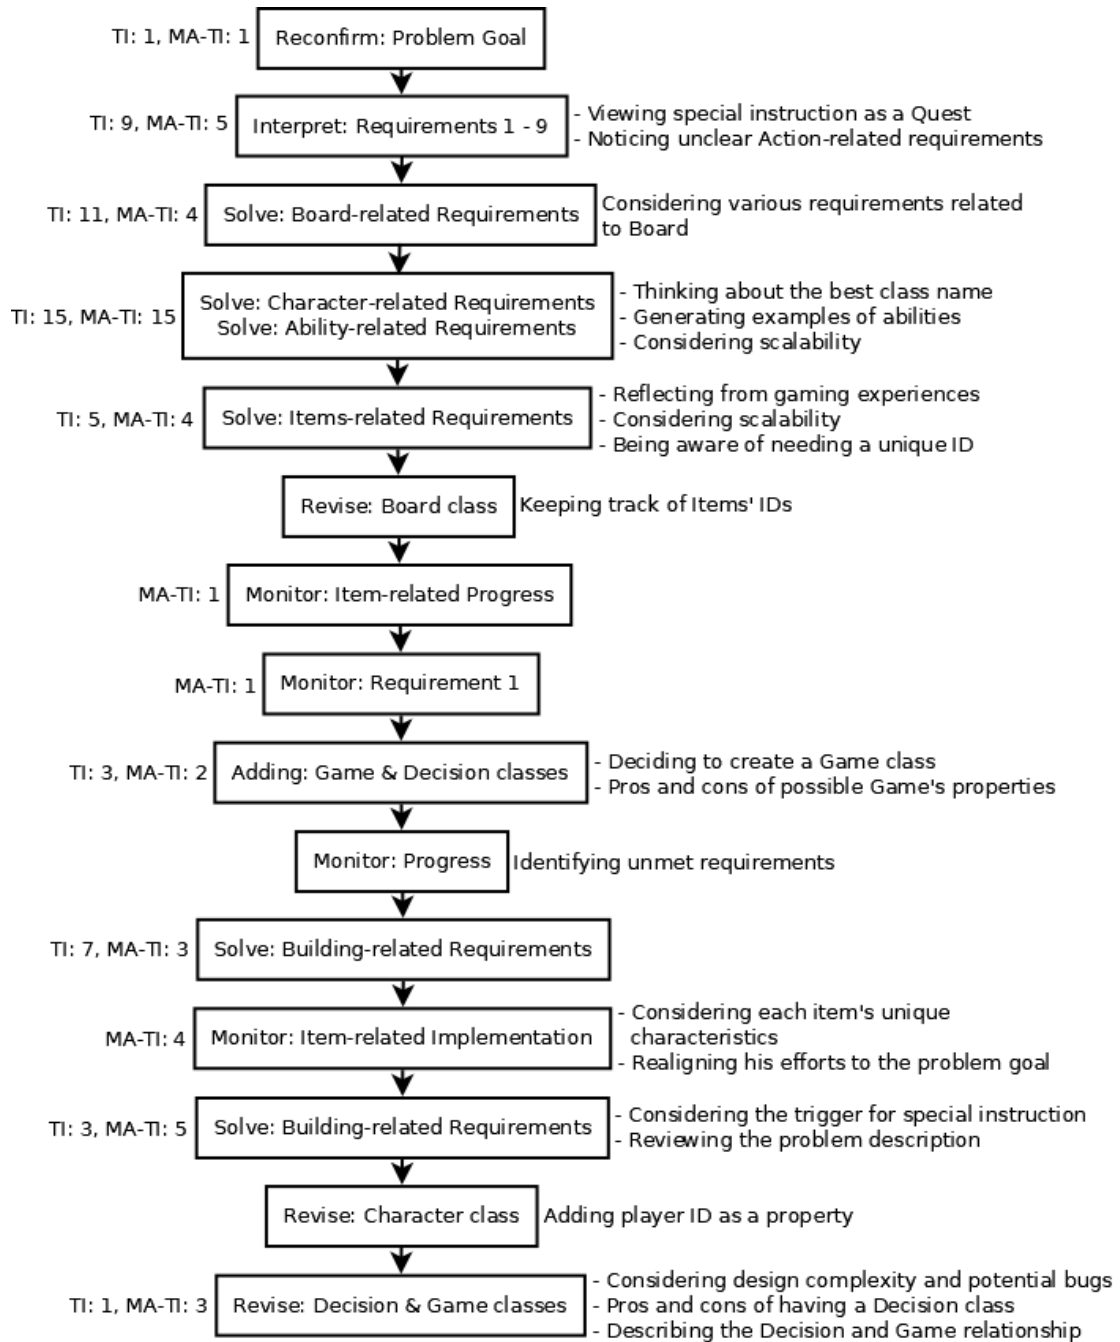 TI: 1, MA-TI: 1
Reconfirm: Problem Goal
TI: 9, MA-TI: 5
Interpret: Requirements 1 - 9
- Viewing special instruction as a Quest
- Noticing unclear Action-related requirements
TI: 11, MA-TI: 4
Solve: Board-related Requirements
Considering various requirements related
to Board
TI: 15, MA-TI: 15
Solve: Character-related Requirements
Solve: Ability-related Requirements
- Thinking about the best class name
- Generating examples of abilities
- Considering scalability
TI: 5, MA-TI: 4
Solve: Items-related Requirements
- Reflecting from gaming experiences
- Considering scalability
- Being aware of needing a unique ID
Revise: Board class
Keeping track of Items' IDs
MA-TI: 1
Monitor: Item-related Progress
MA-TI: 1
Monitor: Requirement 1
TI: 3, MA-TI: 2
Adding: Game & Decision classes
- Deciding to create a Game class
- Pros and cons of possible Game's properties
Monitor: Progress
Identifying unmet requirements
TI: 7, MA-TI: 3
Solve: Building-related Requirements
MA-TI: 4
Monitor: Item-related Implementation
- Considering each item's unique
characteristics
- Realigning his efforts to the problem goal
TI: 3, MA-TI: 5
Solve: Building-related Requirements
- Considering the trigger for special instruction
- Reviewing the problem description
Revise: Character class
Adding player ID as a property
TI: 1, MA-TI: 3
Revise: Decision & Game classes
- Considering design complexity and potential bugs
- Pros and cons of having a Decision class
- Describing the Decision and Game relationship